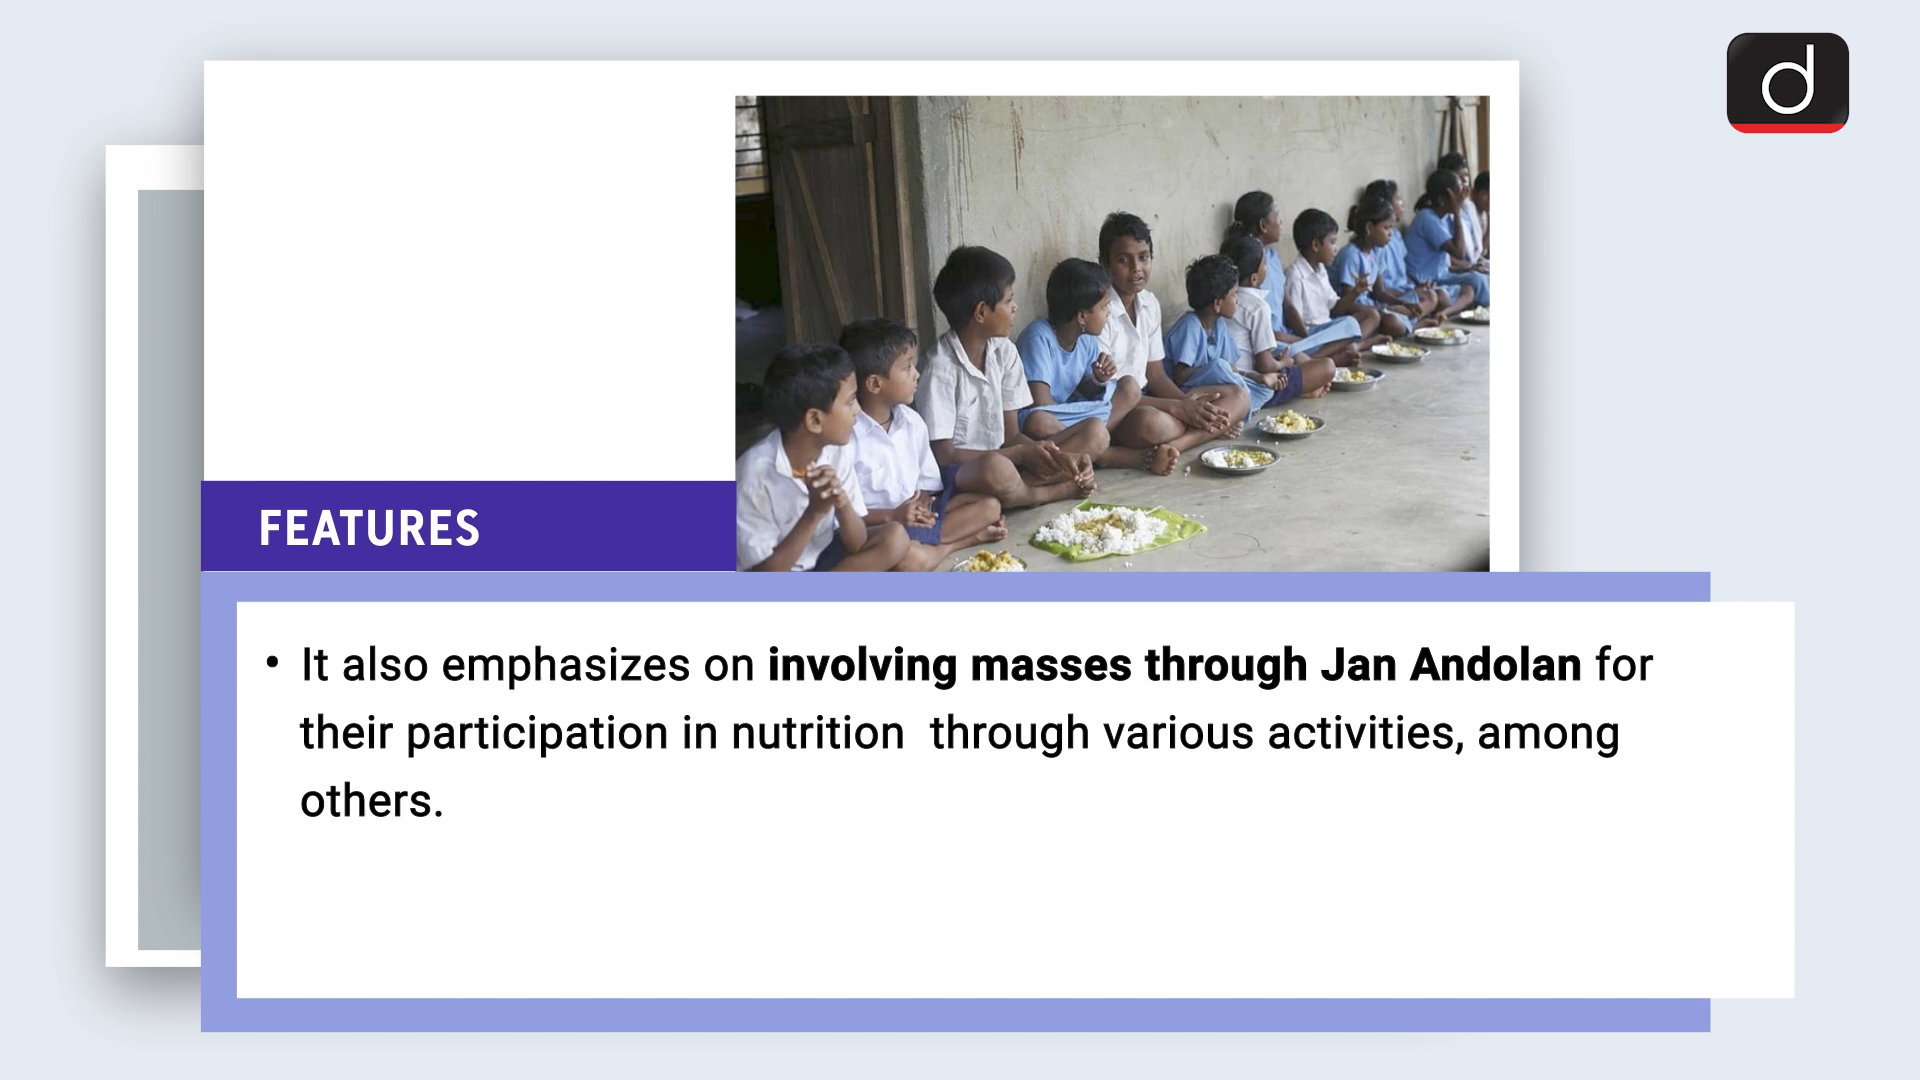 d
FEATURES
• It also emphasizes on involving masses through Jan Andolan for
their participation in nutrition  through various activities, among
others.